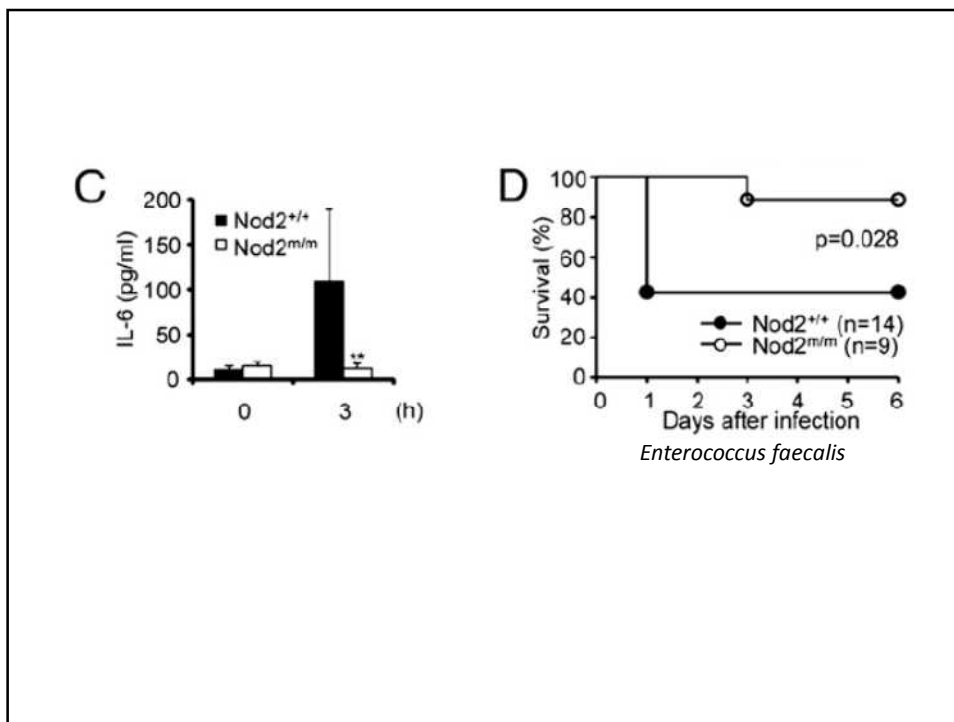 C
200
150
100
50
0
IL-6 (pg/ml)
Nod2+/+
Nod2m/m
**
0 3 (h)
D
100
80
60
40
20
0
Survival (%)
p=0.028
Nod2+/+ (n=14)
Nod2m/m (n=9)
0 1 2 3 4 5 6
Days after infection
Enterococcus faecalis